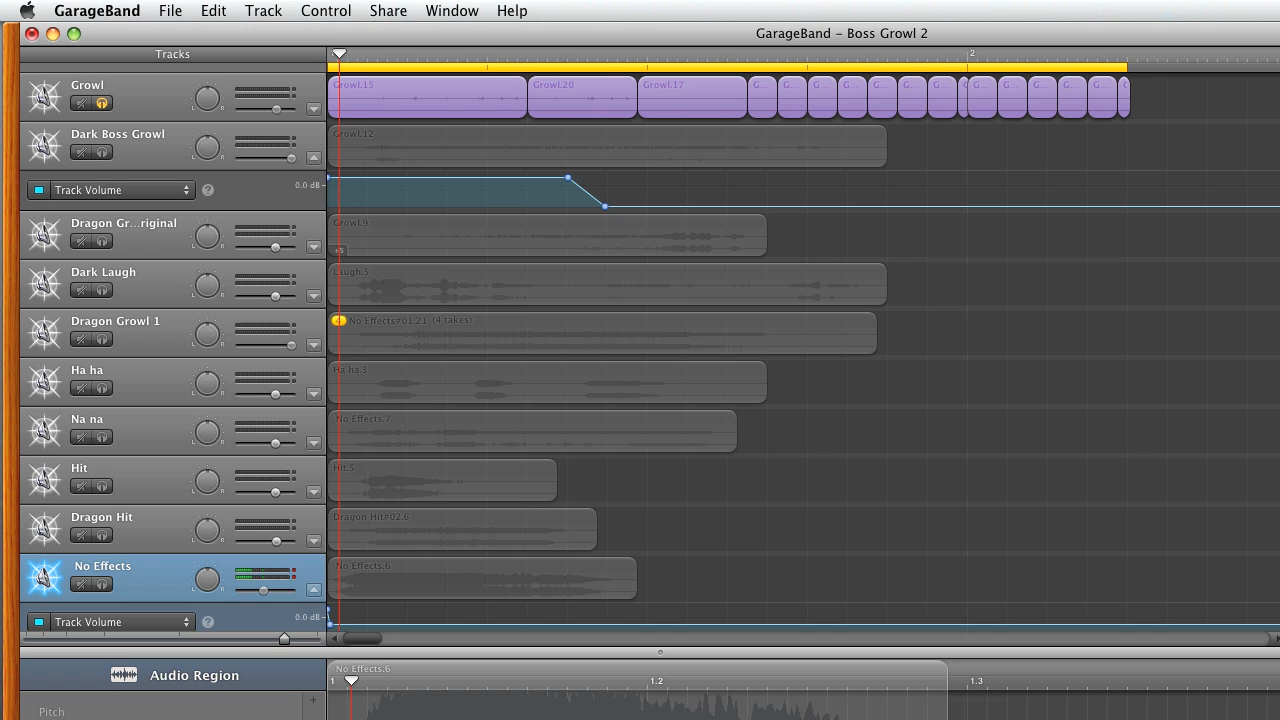 GarageBand File Edit Track Control Share Window Help
GarageBand – Boss Growl 2
Tracks
2
Growl
L R
Growl.15 Growl.20 Growl.17 G... G... G... G... G... G... G... G... G... G... G... G... G...
Dark Boss Growl
L R
Growl.12
Track Volume ? 0.0 dB
Dragon Gr...riginal
L R
Growl.9
+5
Dark Laugh
L R
Laugh.5
Dragon Growl 1
L R
4 No Effects#01.21 (4 takes)
Ha ha
L R
Ha ha.3
Na na
L R
No Effects.7
Hit
L R
Hit.5
Dragon Hit
L R
Dragon Hit#02.6
No Effects
L R
No Effects.6
Track Volume ? 0.0 dB
Audio Region
No Effects.6
1 1.2 1.3
Pitch +